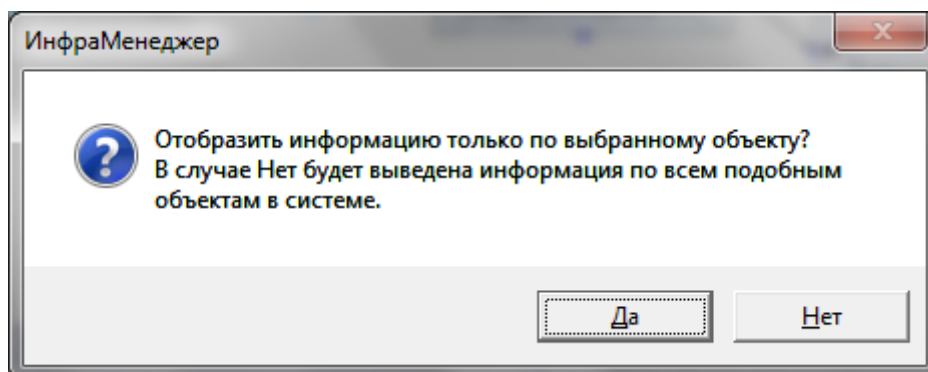 ИнфраМенеджер
Отобразить информацию только по выбранному объекту?
В случае Нет будет выведена информация по всем подобным
объектам в системе.
Да
Нет